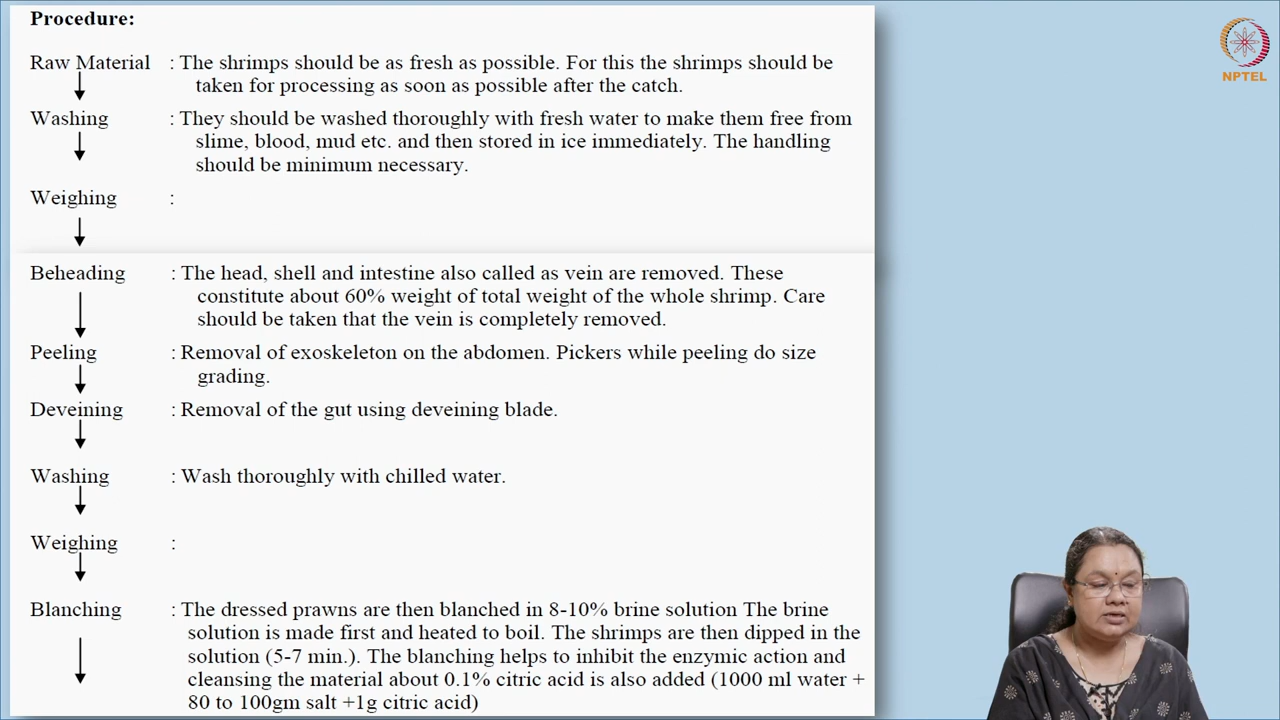 Procedure:
Raw Material : The shrimps should be as fresh as possible. For this the shrimps should be
taken for processing as soon as possible after the catch.
Washing : They should be washed thoroughly with fresh water to make them free from
slime, blood, mud etc. and then stored in ice immediately. The handling
should be minimum necessary.
Weighing :
Beheading : The head, shell and intestine also called as vein are removed. These
constitute about 60% weight of total weight of the whole shrimp. Care
should be taken that the vein is completely removed.
Peeling : Removal of exoskeleton on the abdomen. Pickers while peeling do size
grading.
Deveining : Removal of the gut using deveining blade.
Washing : Wash thoroughly with chilled water.
Weighing :
Blanching : The dressed prawns are then blanched in 8-10% brine solution The brine
solution is made first and heated to boil. The shrimps are then dipped in the
solution (5-7 min.). The blanching helps to inhibit the enzymic action and
cleansing the material about 0.1% citric acid is also added (1000 ml water +
80 to 100gm salt +1g citric acid)
NPTEL